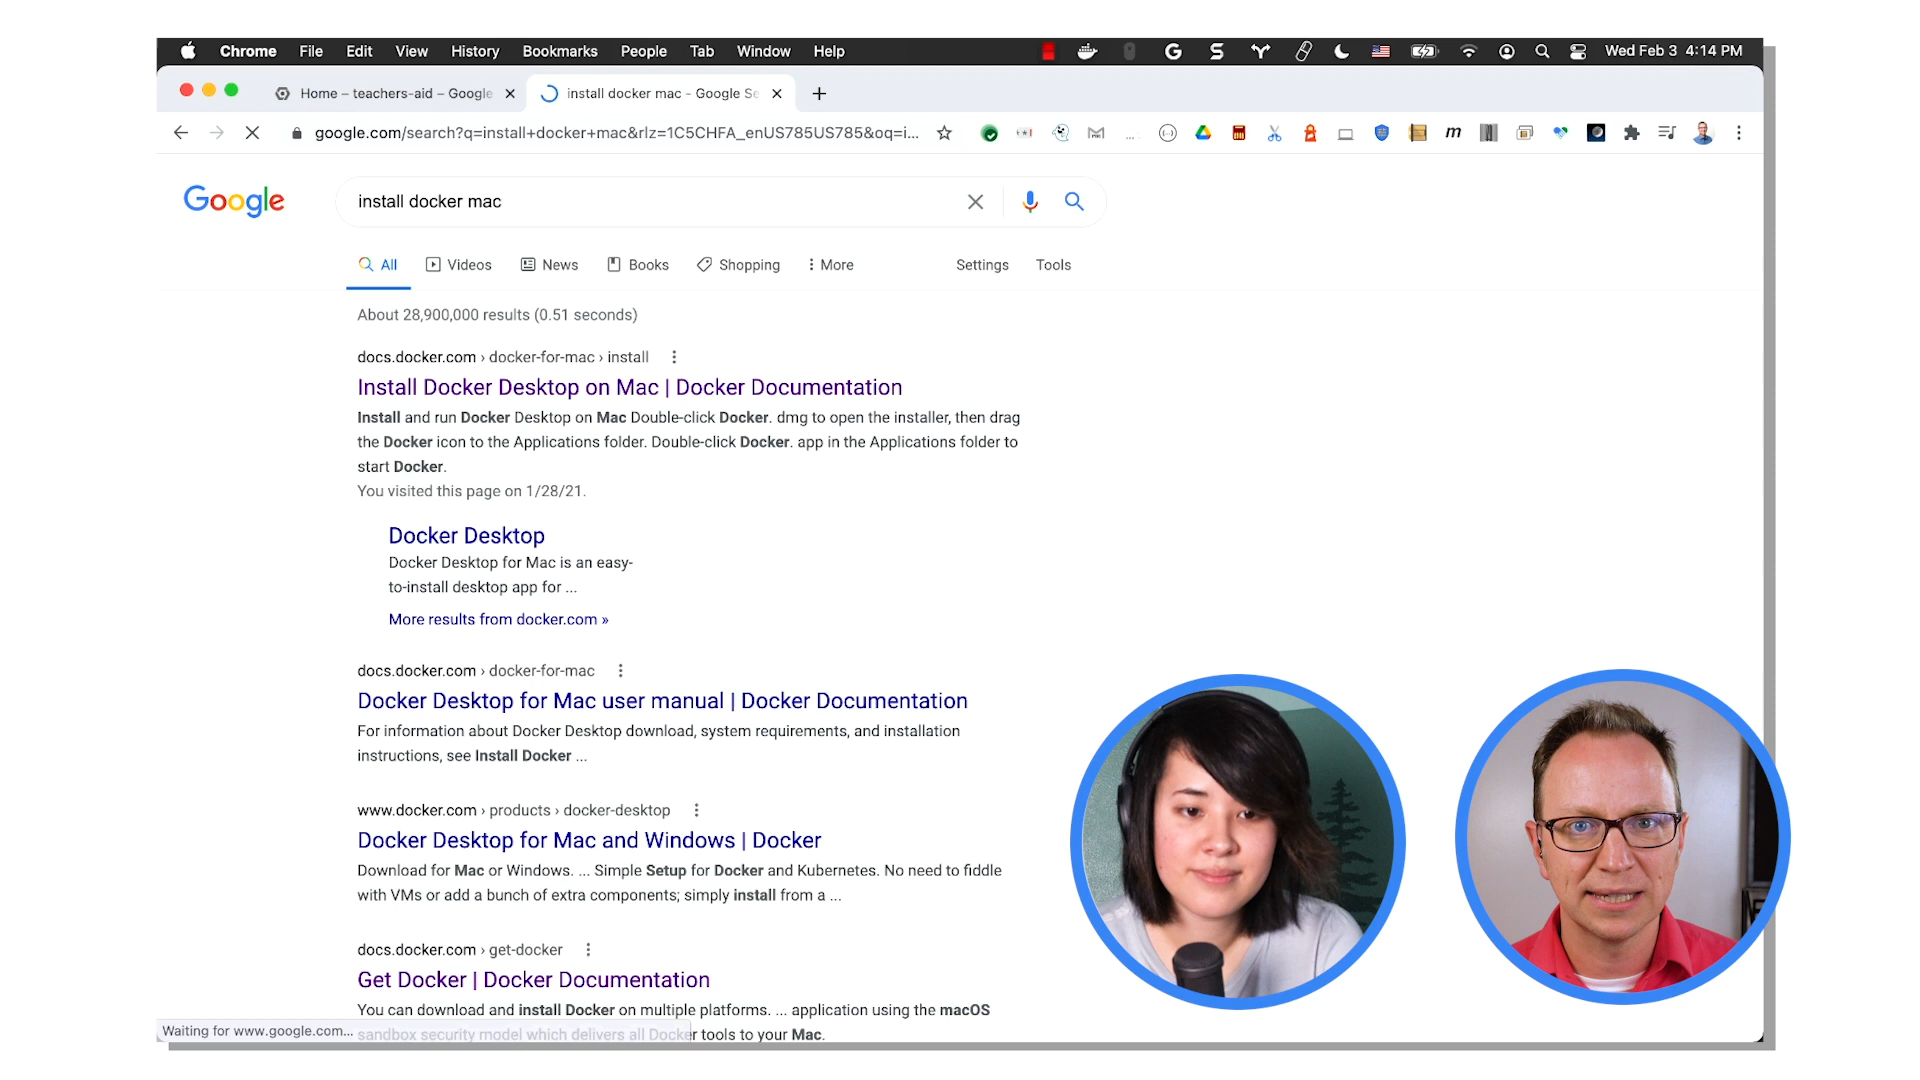 Chrome File Edit View History Bookmarks People Tab Window Help Wed Feb 3 4:14 PM
Home – teachers-aid – Google install docker mac - Google Se
google.com/search?q=install+docker+mac&rlz=1C5CHFA_enUS785US785&oq=i...
Google install docker mac
All Videos News Books Shopping More Settings Tools
About 28,900,000 results (0.51 seconds)
docs.docker.com › docker-for-mac › install
Install Docker Desktop on Mac | Docker Documentation
Install and run Docker Desktop on Mac Double-click Docker. dmg to open the installer, then drag
the Docker icon to the Applications folder. Double-click Docker. app in the Applications folder to
start Docker.
You visited this page on 1/28/21.
Docker Desktop
Docker Desktop for Mac is an easy-
to-install desktop app for ...
More results from docker.com »
docs.docker.com › docker-for-mac
Docker Desktop for Mac user manual | Docker Documentation
For information about Docker Desktop download, system requirements, and installation
instructions, see Install Docker ...
www.docker.com › products › docker-desktop
Docker Desktop for Mac and Windows | Docker
Download for Mac or Windows. ... Simple Setup for Docker and Kubernetes. No need to fiddle
with VMs or add a bunch of extra components; simply install from a ...
docs.docker.com › get-docker
Get Docker | Docker Documentation
You can download and install Docker on multiple platforms. ... application using the macOS
sandbox security model which delivers all Docker tools to your Mac.
Waiting for www.google.com...